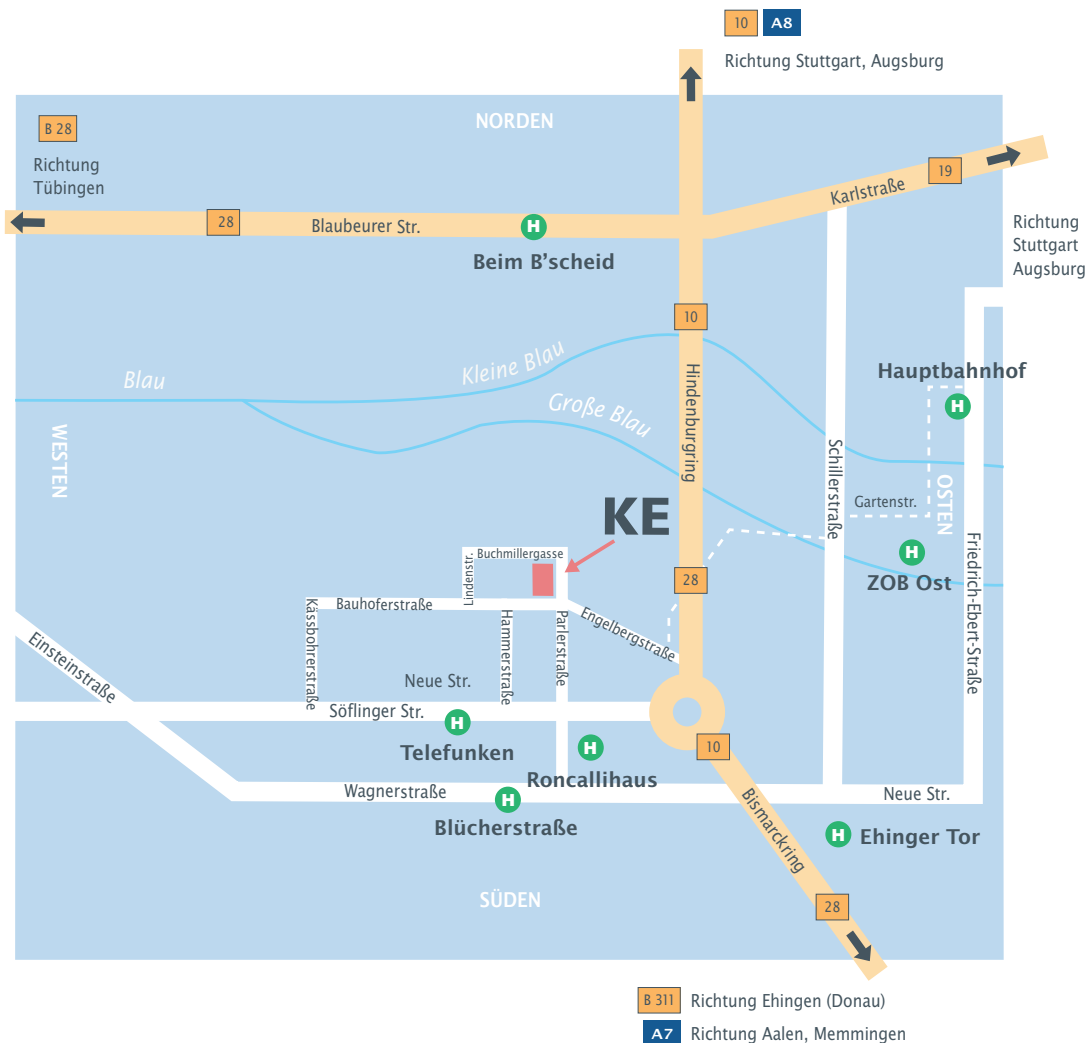 10 A8
Richtung Stuttgart, Augsburg
NORDEN
B 28
Richtung
Tübingen
19
Karlstraße
28
Blaubeurer Str.
H
Beim B'scheid
Richtung
Stuttgart
Augsburg
10
Hindenburgring
Blau
Kleine Blau
Große Blau
Hauptbahnhof
H
WESTEN
Schillerstraße
OSTEN
Gartenstr.
KE
H
ZOB Ost
Friedrich-Ebert-Straße
Buchmillergasse
Lindenstr.
28
Bauhoferstraße
Kässbohrerstraße
Hammerstraße
Parlerstraße
Engelbergstraße
Einsteinstraße
Neue Str.
Söflinger Str.
H
Telefunken
H
Roncallihaus
10
Wagnerstraße
H
Blücherstraße
Bismarckring
Neue Str.
H Ehinger Tor
SÜDEN
28
B 311 Richtung Ehingen (Donau)
A7 Richtung Aalen, Memmingen